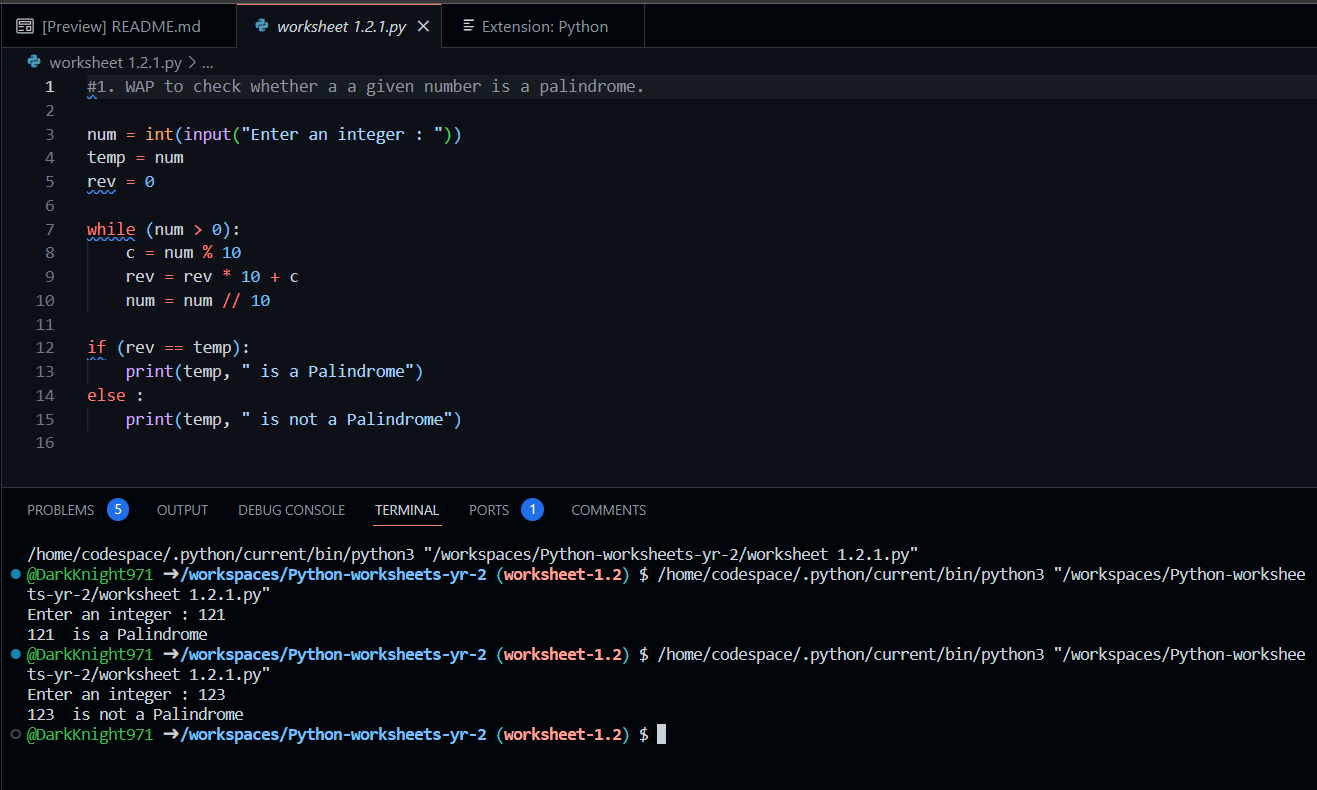 [Preview] README.md
worksheet 1.2.1.py
Extension: Python
worksheet 1.2.1.py > ...
1 #1. WAP to check whether a a given number is a palindrome.
2
3 num = int(input("Enter an integer : "))
4 temp = num
5 rev = 0
6
7 while (num > 0):
8     c = num % 10
9     rev = rev * 10 + c
10     num = num // 10
11
12 if (rev == temp):
13     print(temp, " is a Palindrome")
14 else :
15     print(temp, " is not a Palindrome")
16
PROBLEMS 5 OUTPUT DEBUG CONSOLE TERMINAL PORTS 1 COMMENTS
/home/codespace/.python/current/bin/python3 "/workspaces/Python-worksheets-yr-2/worksheet 1.2.1.py"
@DarkKnight971 ➜/workspaces/Python-worksheets-yr-2 (worksheet-1.2) $ /home/codespace/.python/current/bin/python3 "/workspaces/Python-workshee
ts-yr-2/worksheet 1.2.1.py"
Enter an integer : 121
121  is a Palindrome
@DarkKnight971 ➜/workspaces/Python-worksheets-yr-2 (worksheet-1.2) $ /home/codespace/.python/current/bin/python3 "/workspaces/Python-workshee
ts-yr-2/worksheet 1.2.1.py"
Enter an integer : 123
123  is not a Palindrome
@DarkKnight971 ➜/workspaces/Python-worksheets-yr-2 (worksheet-1.2) $